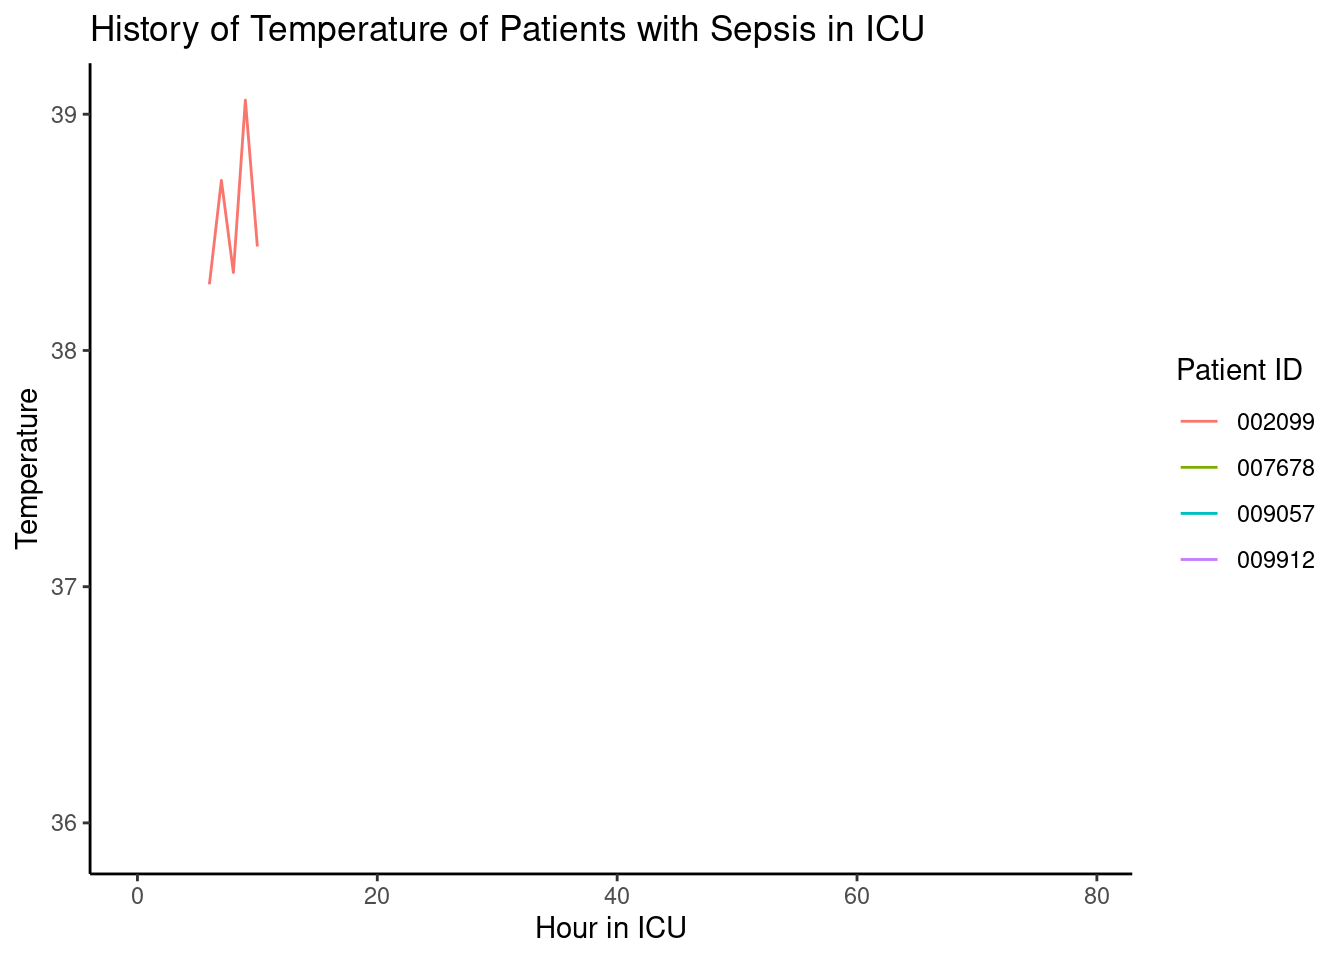 History of Temperature of Patients with Sepsis in ICU
39
38
37
36
Temperature
0 20 40 60 80
Hour in ICU
Patient ID
002099
007678
009057
009912